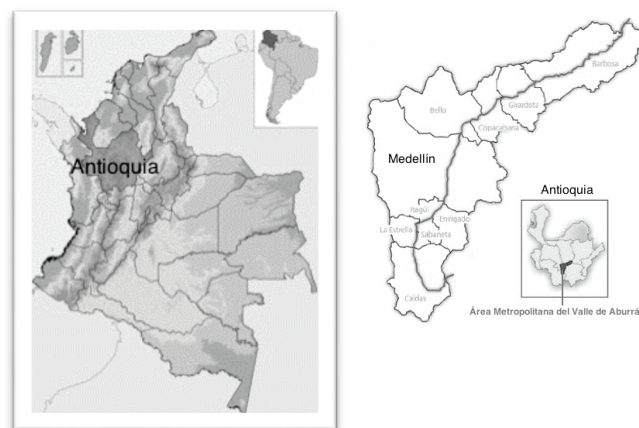 Antioquia
Barbosa
Bello
Girardota
Copacabana
Medellín
Itagüí
Envigado
La Estrella
Sabaneta
Caldas
Antioquia
Área Metropolitana del Valle de Aburrá